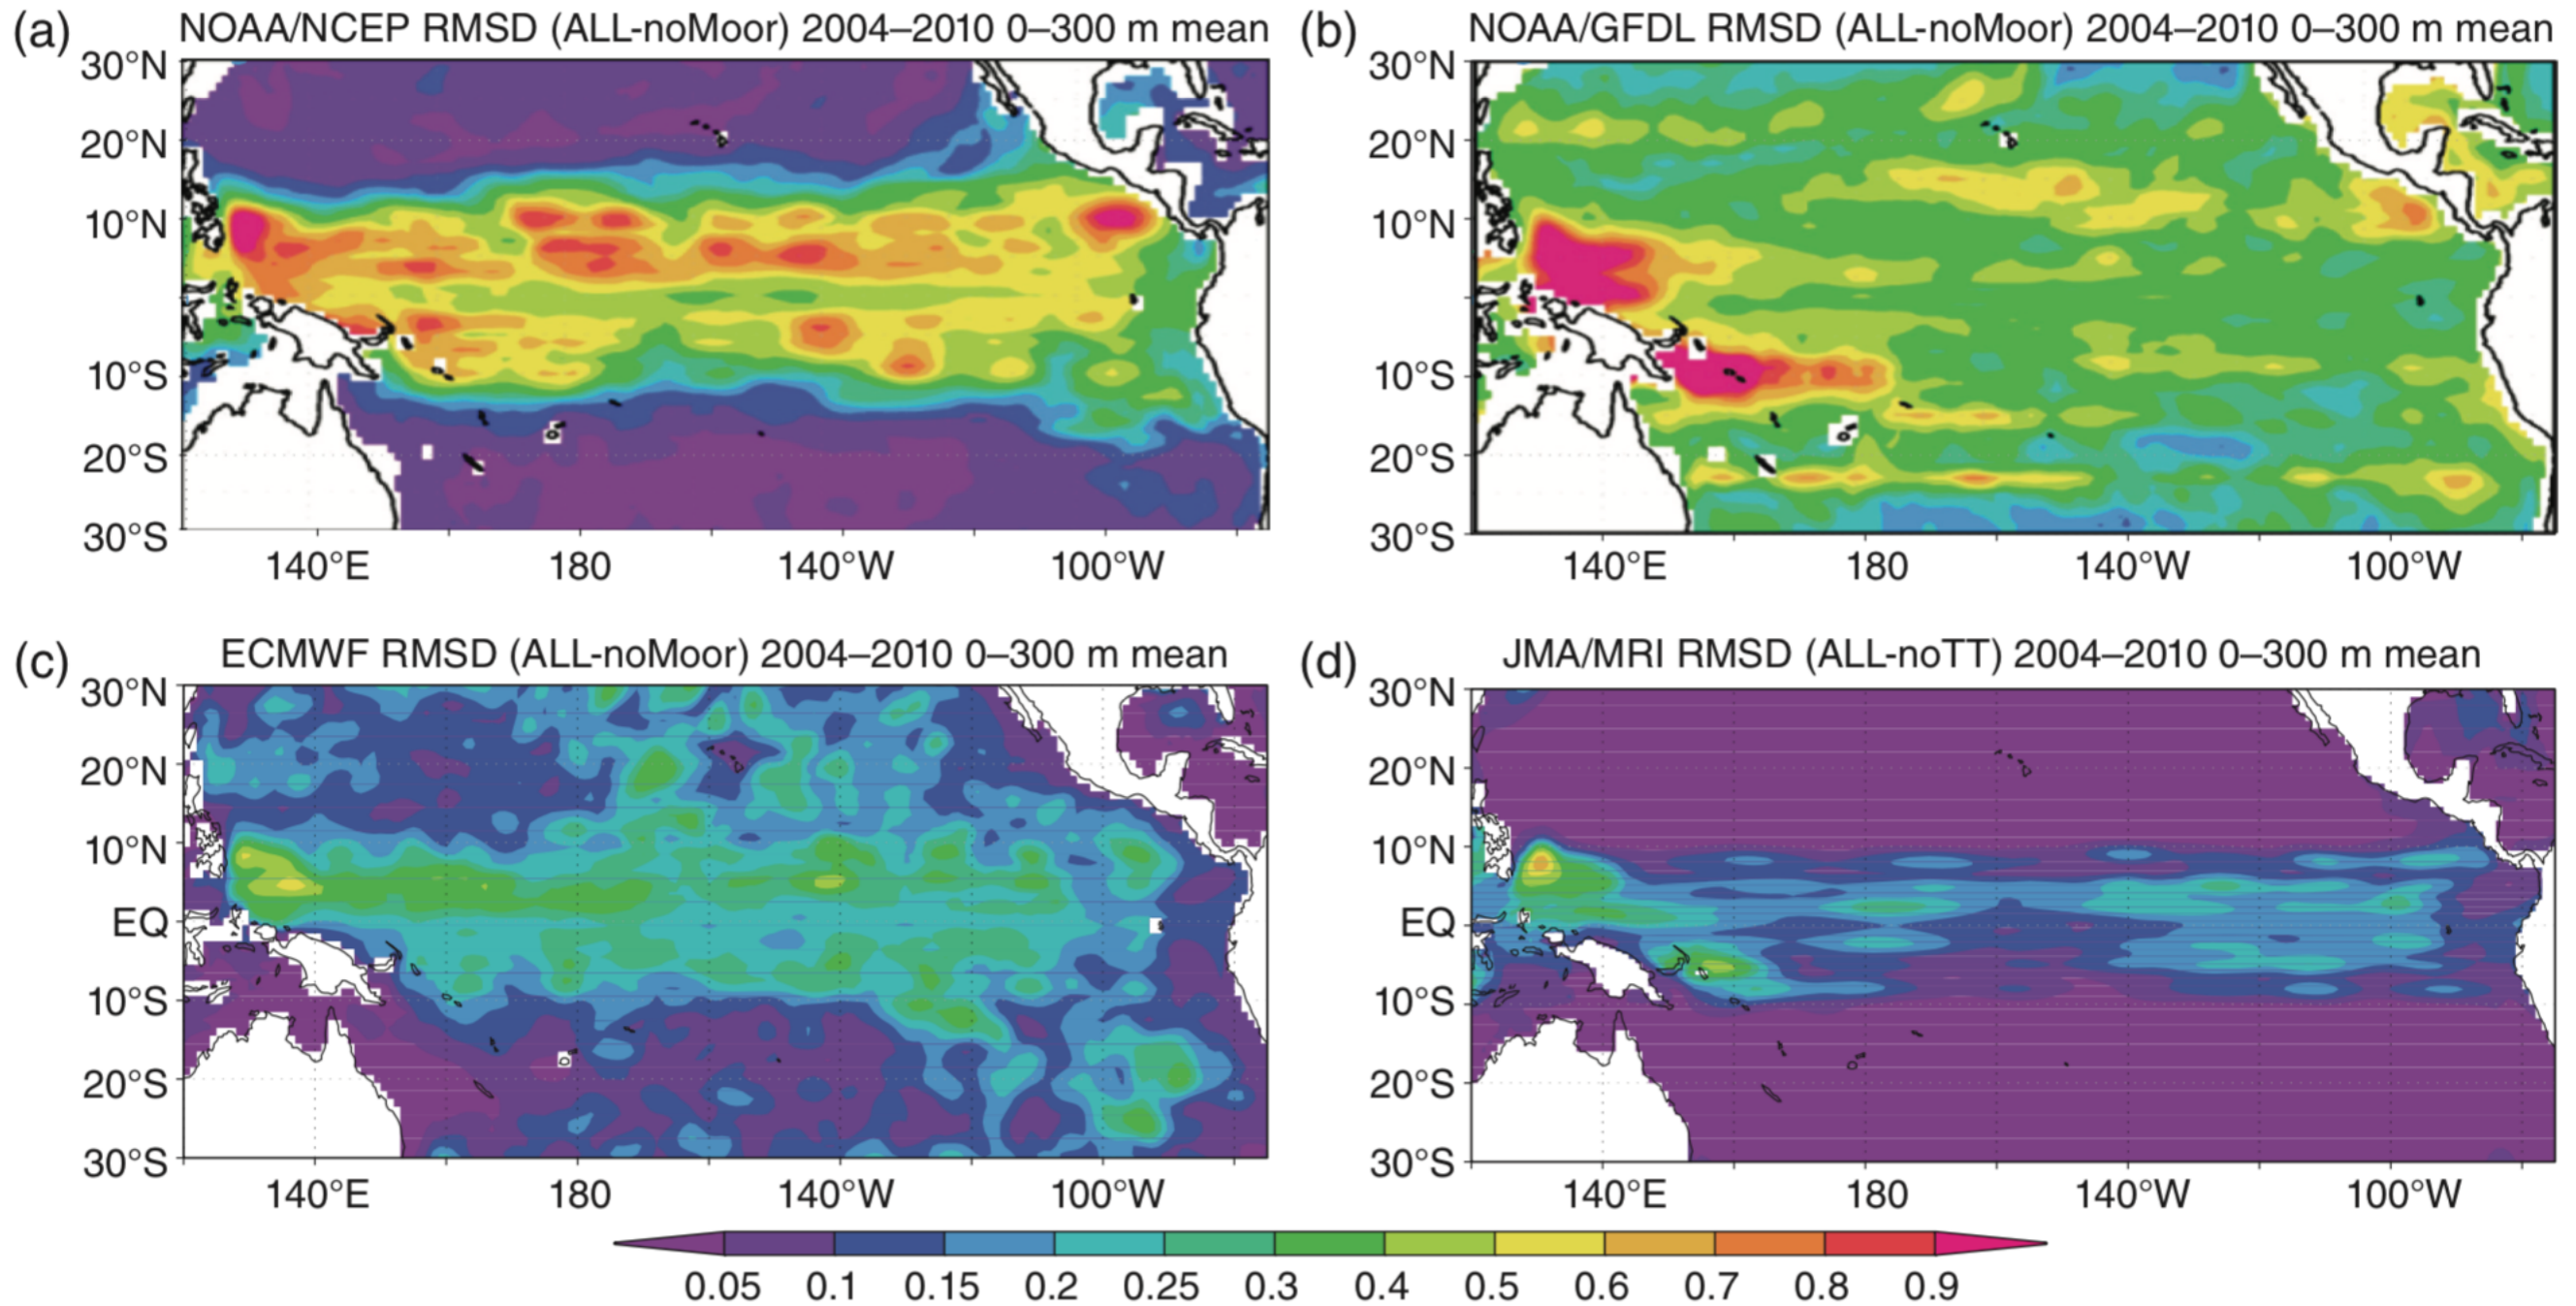 (a) NOAA/NCEP RMSD (ALL-noMoor) 2004–2010 0–300 m mean
30°N
20°N
10°N
10°S
20°S
30°S
140°E 180 140°W 100°W
(b) NOAA/GFDL RMSD (ALL-noMoor) 2004–2010 0–300 m mean
30°N
20°N
10°N
10°S
20°S
30°S
140°E 180 140°W 100°W
(c) ECMWF RMSD (ALL-noMoor) 2004–2010 0–300 m mean
30°N
20°N
10°N
EQ
10°S
20°S
30°S
140°E 180 140°W 100°W
(d) JMA/MRI RMSD (ALL-noTT) 2004–2010 0–300 m mean
30°N
20°N
10°N
EQ
10°S
20°S
30°S
140°E 180 140°W 100°W
0.05 0.1 0.15 0.2 0.25 0.3 0.4 0.5 0.6 0.7 0.8 0.9